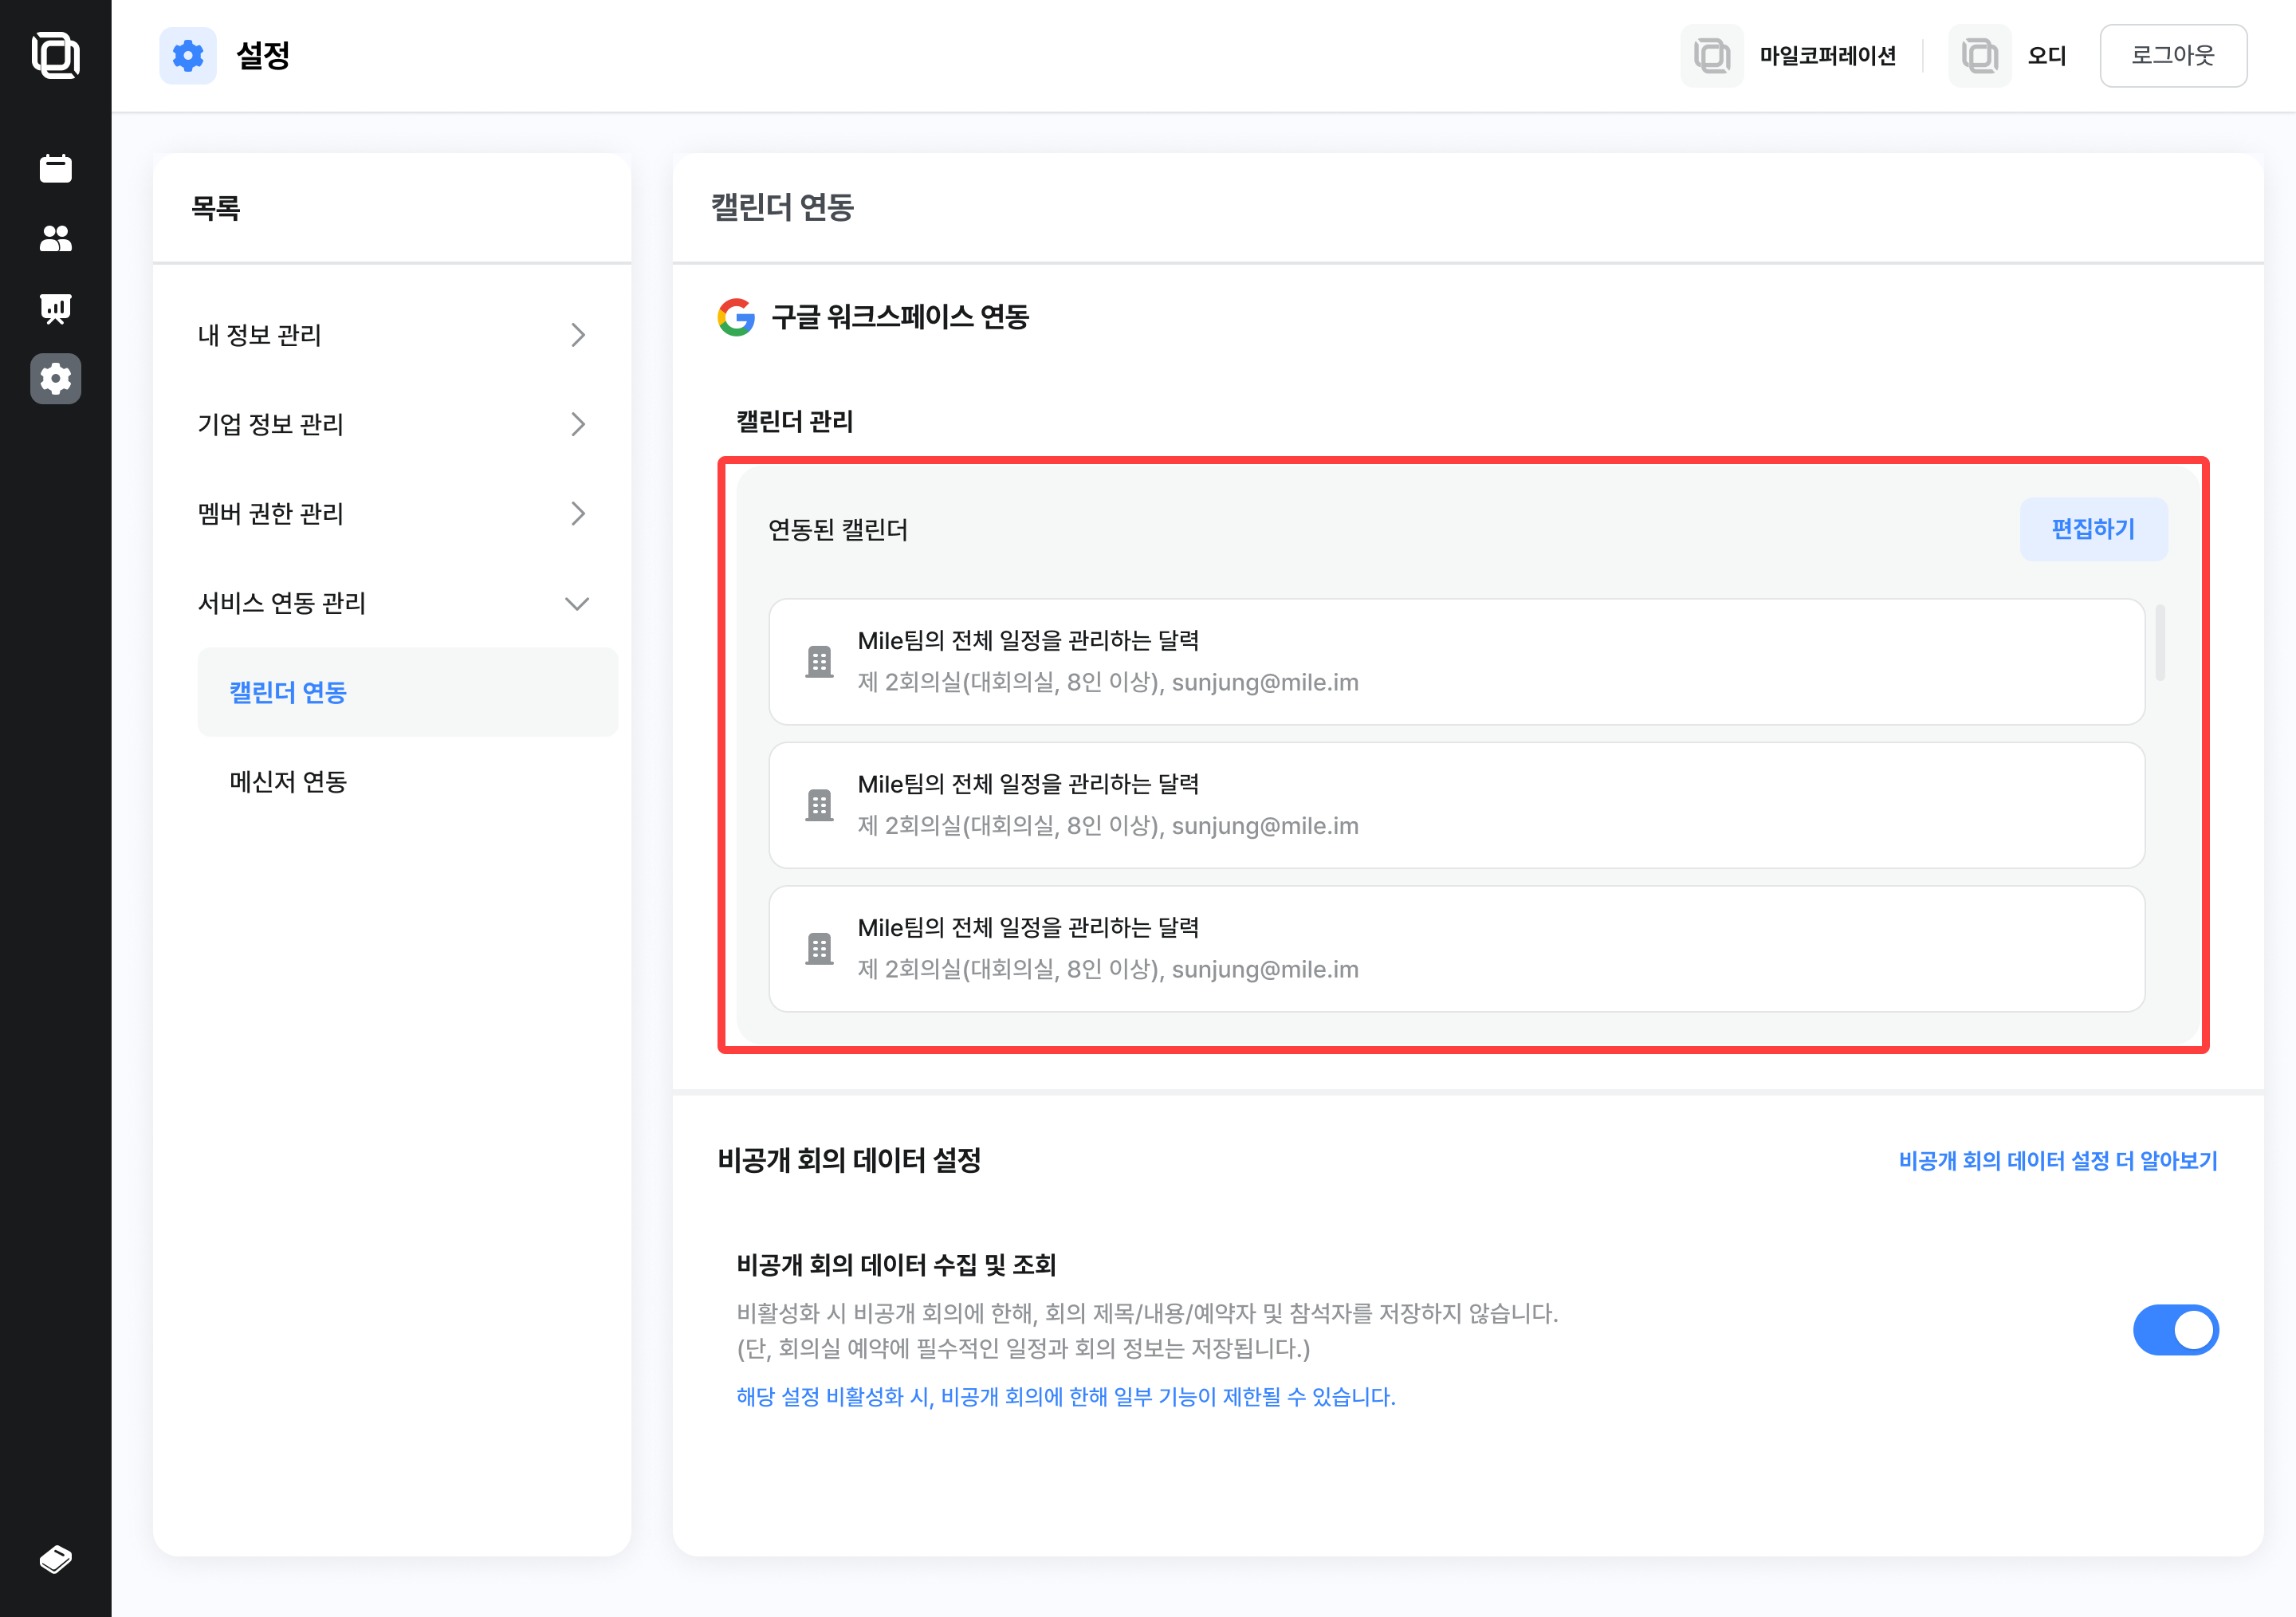 설정
마일코퍼레이션
오디
로그아웃
목록
내 정보 관리
기업 정보 관리
멤버 권한 관리
서비스 연동 관리
캘린더 연동
메신저 연동
캘린더 연동
구글 워크스페이스 연동
캘린더 관리
연동된 캘린더
편집하기
Mile팀의 전체 일정을 관리하는 달력
제 2회의실(대회의실, 8인 이상), sunjung@mile.im
Mile팀의 전체 일정을 관리하는 달력
제 2회의실(대회의실, 8인 이상), sunjung@mile.im
Mile팀의 전체 일정을 관리하는 달력
제 2회의실(대회의실, 8인 이상), sunjung@mile.im
비공개 회의 데이터 설정
비공개 회의 데이터 설정 더 알아보기
비공개 회의 데이터 수집 및 조회
비활성화 시 비공개 회의에 한해, 회의 제목/내용/예약자 및 참석자를 저장하지 않습니다.
(단, 회의실 예약에 필수적인 일정과 회의 정보는 저장됩니다.)
해당 설정 비활성화 시, 비공개 회의에 한해 일부 기능이 제한될 수 있습니다.